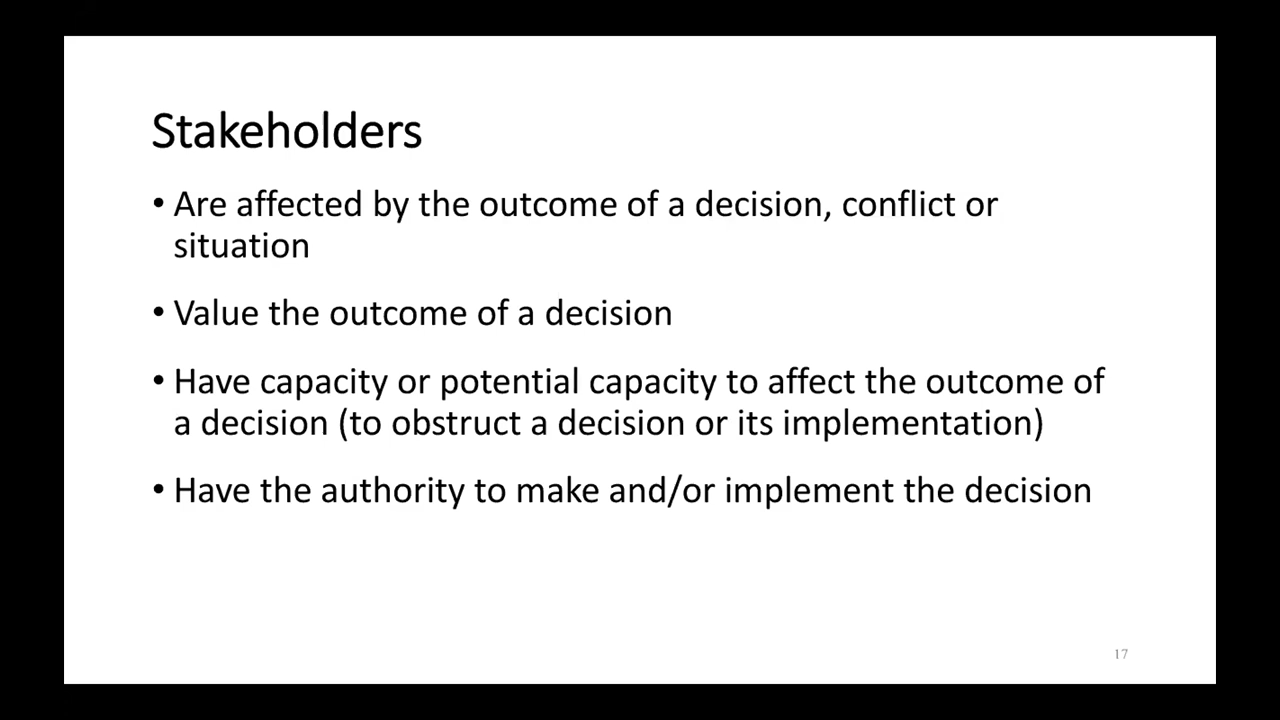 Stakeholders
• Are affected by the outcome of a decision, conflict or
situation
• Value the outcome of a decision
• Have capacity or potential capacity to affect the outcome of
a decision (to obstruct a decision or its implementation)
• Have the authority to make and/or implement the decision
17